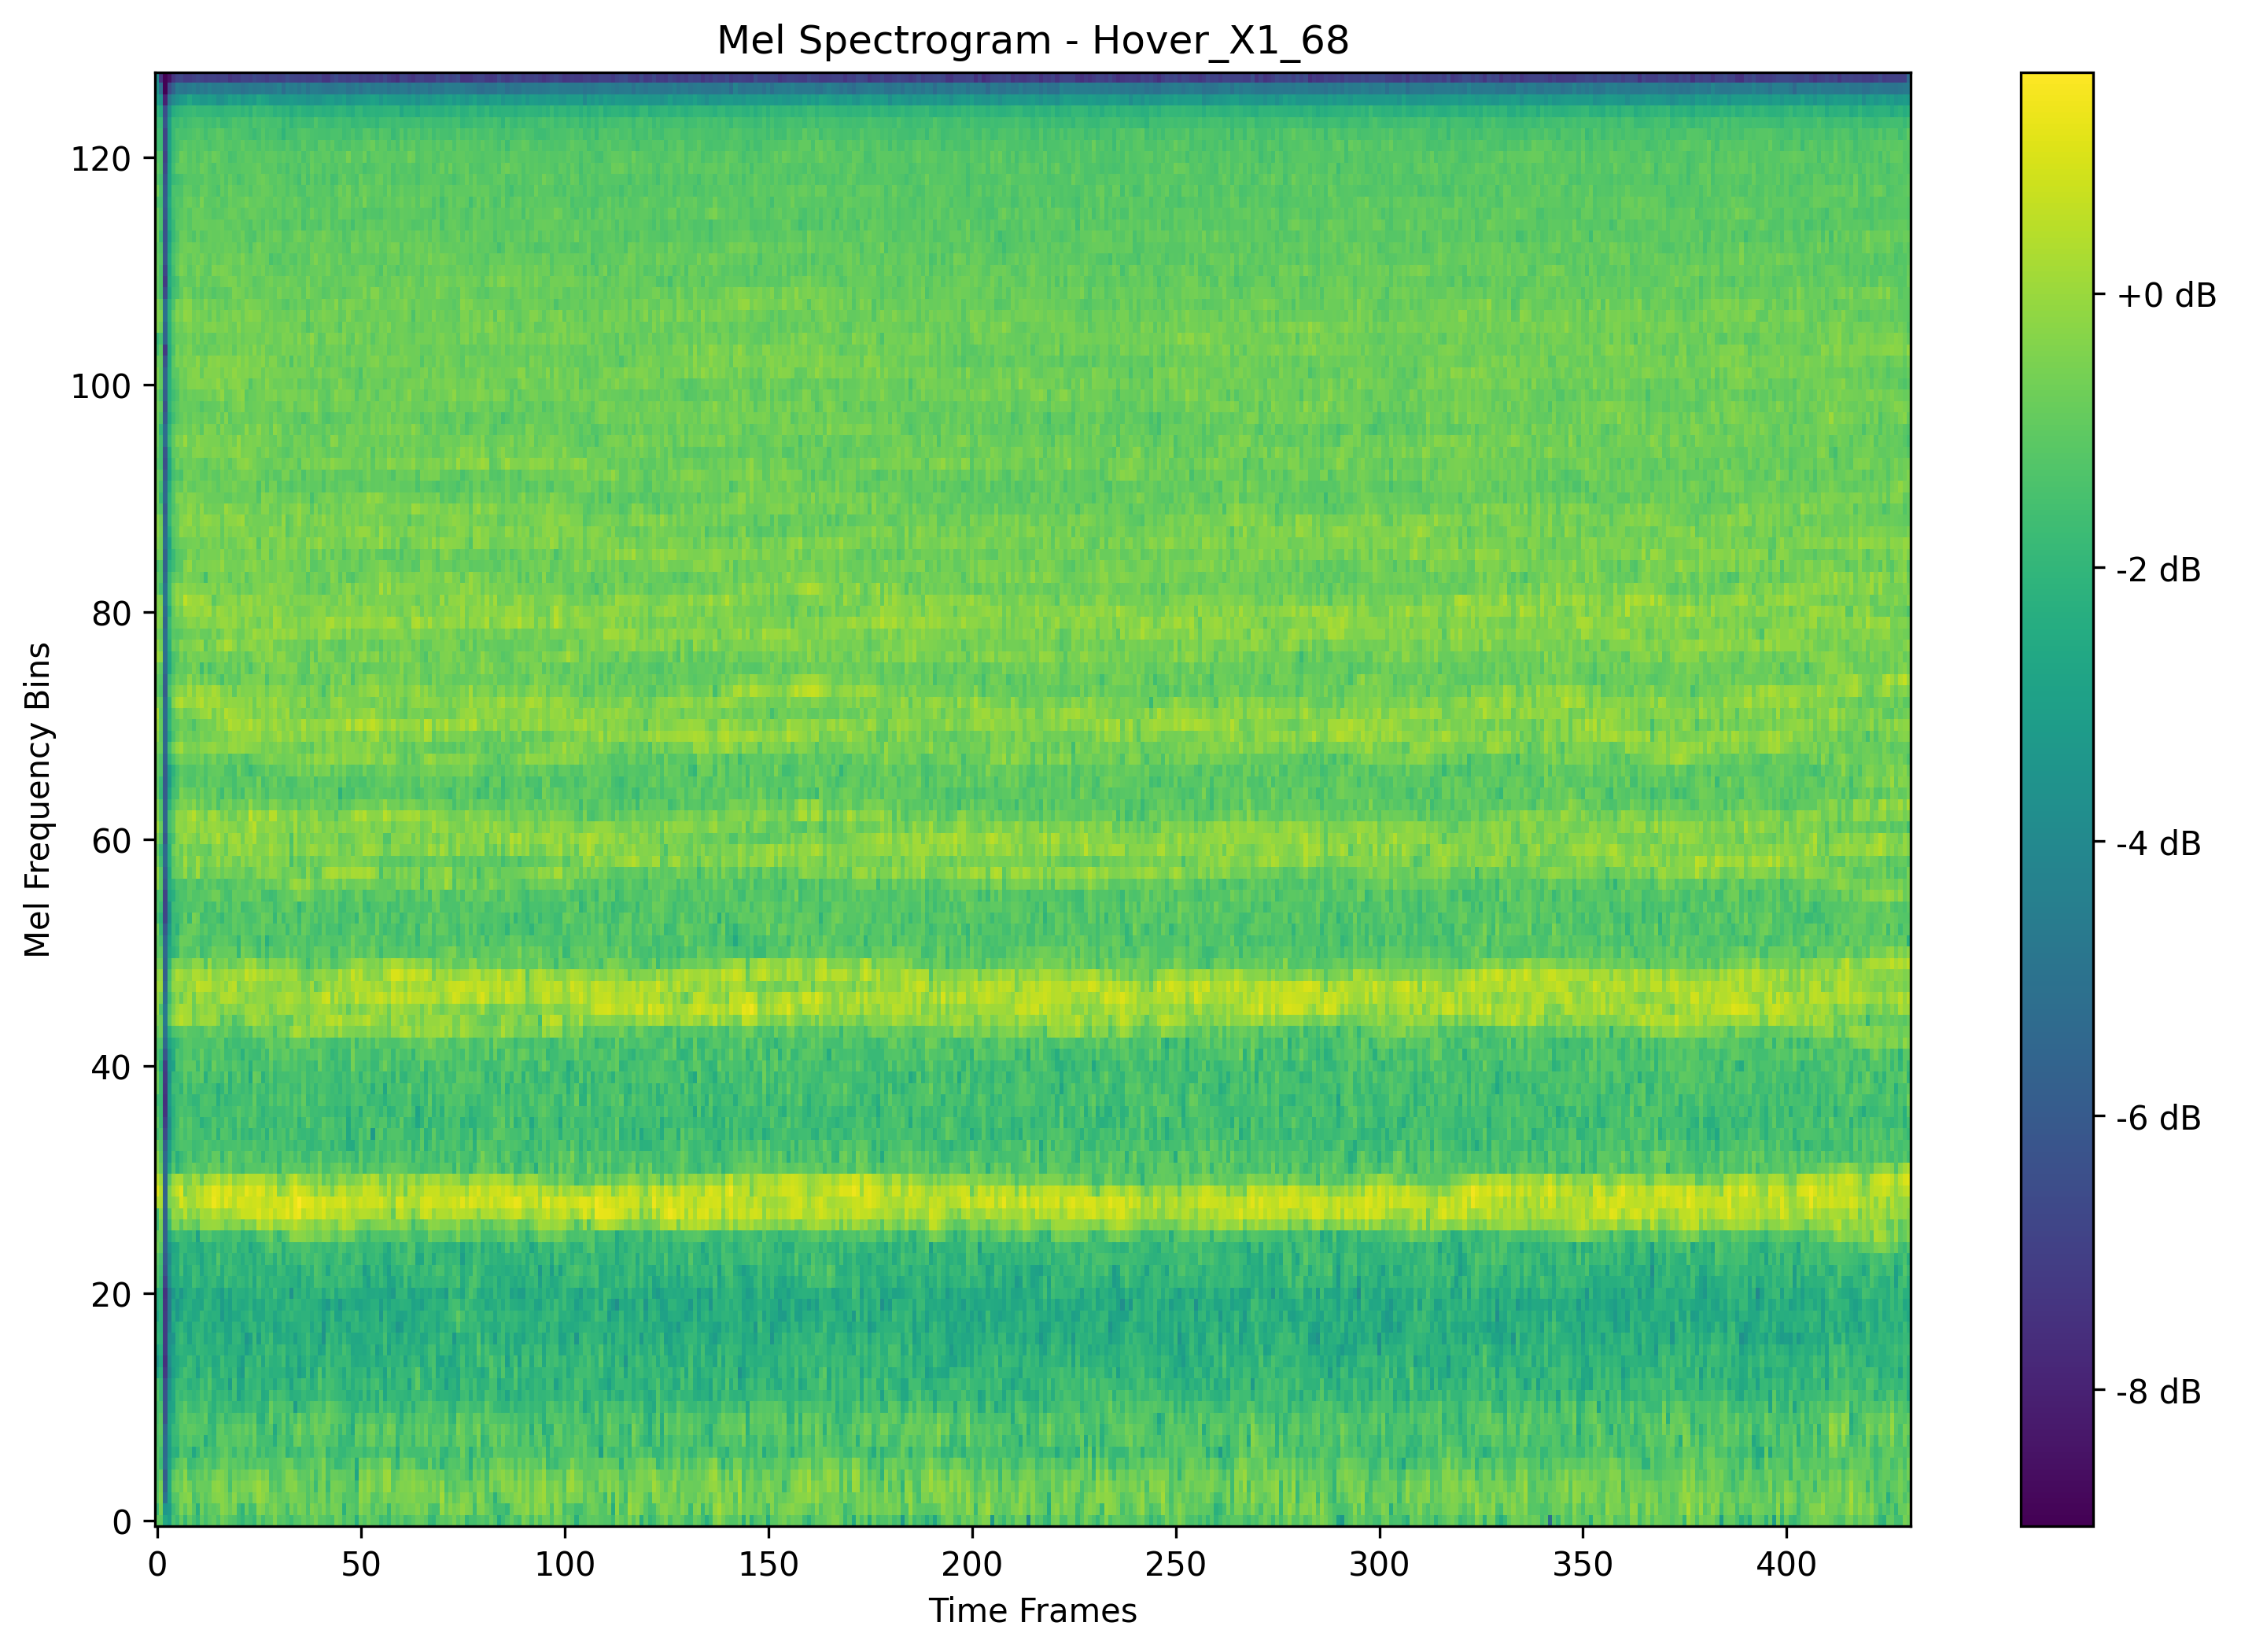 Mel Spectrogram - Hover_X1_68
Mel Frequency Bins
120
100
80
60
40
20
0
0 50 100 150 200 250 300 350 400
Time Frames
+0 dB
-2 dB
-4 dB
-6 dB
-8 dB